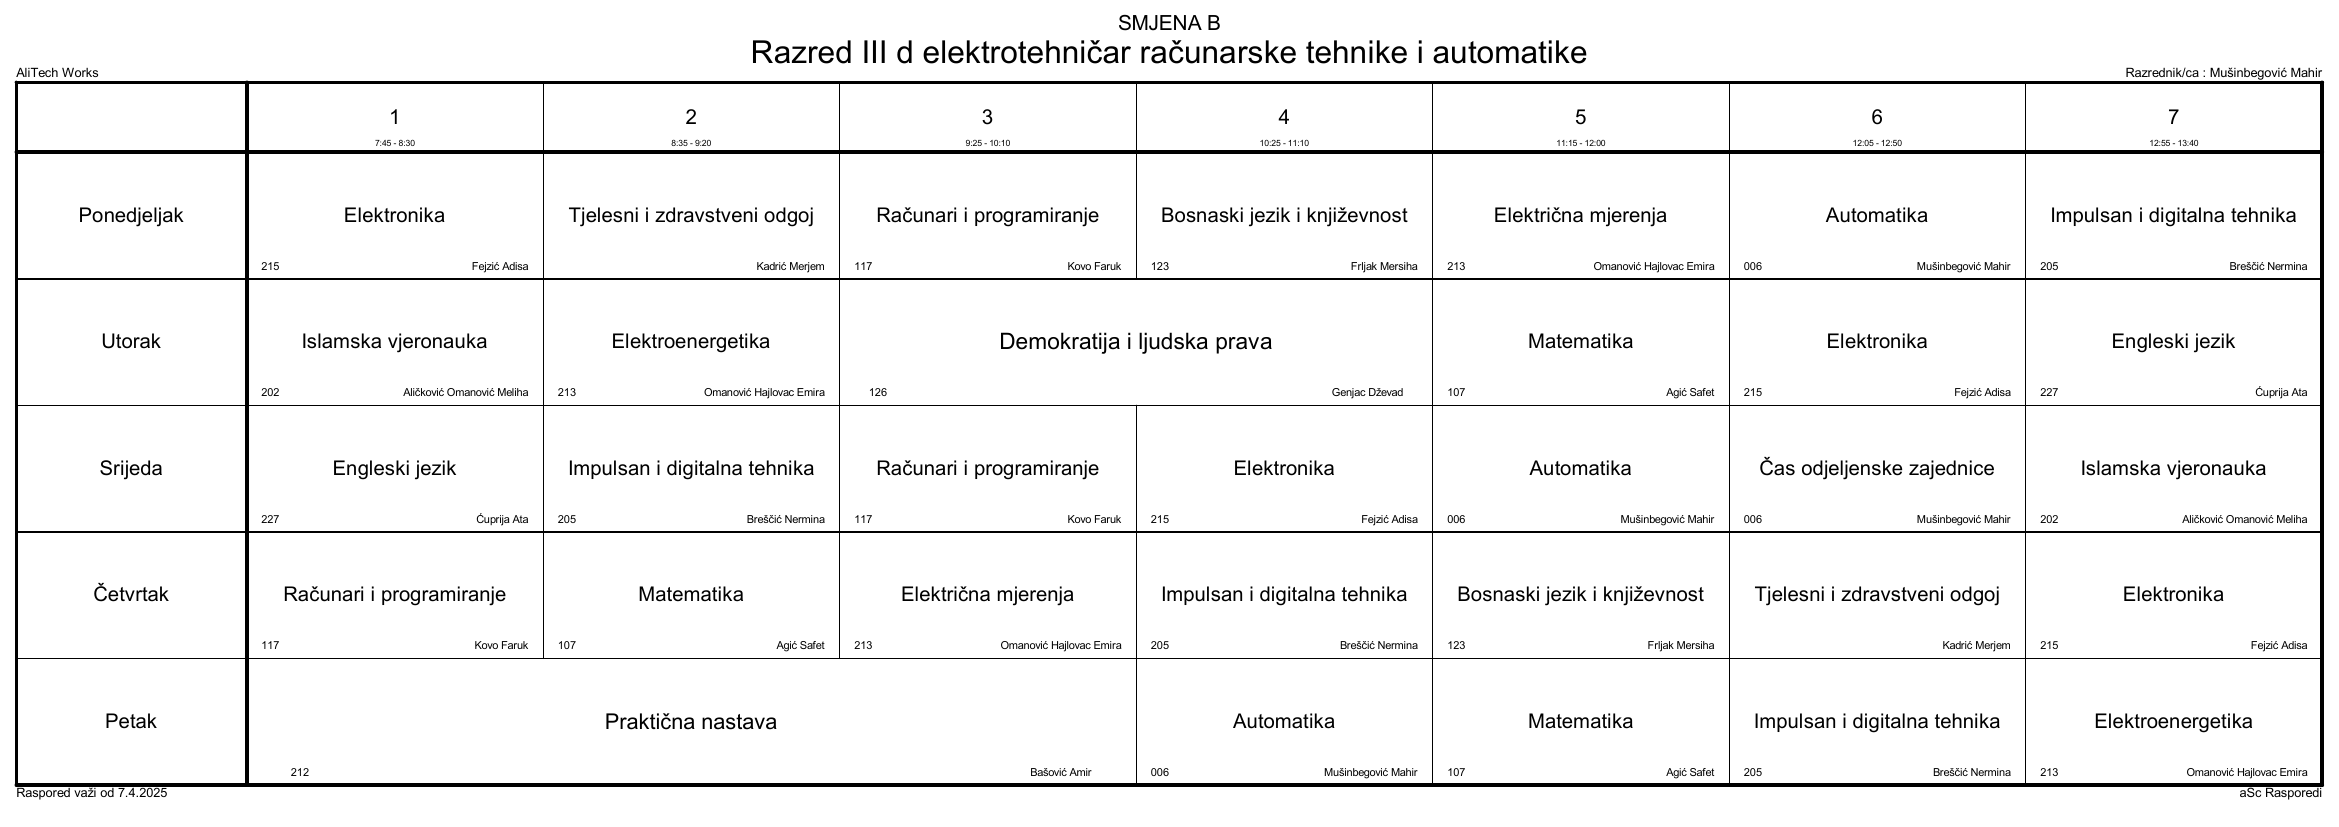 SMJENA B
Razred III d elektrotehničar računarske tehnike i automatike
AliTech Works
Razrednik/ca : Mušinbegović Mahir
1 2 3 4 5 6 7
7:45 - 8:30 8:35 - 9:20 9:25 - 10:10 10:25 - 11:10 11:15 - 12:00 12:05 - 12:50 12:55 - 13:40
Ponedjeljak Elektronika Tjelesni i zdravstveni odgoj Računari i programiranje Bosnaski jezik i književnost Električna mjerenja Automatika Impulsan i digitalna tehnika
215 Fejzić Adisa Kadrić Merjem 117 Kovo Faruk 123 Frljak Mersiha 213 Omanović Hajlovac Emira 006 Mušinbegović Mahir 205 Breščić Nermina
Utorak Islamska vjeronauka Elektroenergetika Demokratija i ljudska prava Matematika Elektronika Engleski jezik
202 Aličković Omanović Meliha 213 Omanović Hajlovac Emira 126 Genjac Dževad 107 Agić Safet 215 Fejzić Adisa 227 Ćuprija Ata
Srijeda Engleski jezik Impulsan i digitalna tehnika Računari i programiranje Elektronika Automatika Čas odjeljenske zajednice Islamska vjeronauka
227 Ćuprija Ata 205 Breščić Nermina 117 Kovo Faruk 215 Fejzić Adisa 006 Mušinbegović Mahir 006 Mušinbegović Mahir 202 Aličković Omanović Meliha
Četvrtak Računari i programiranje Matematika Električna mjerenja Impulsan i digitalna tehnika Bosnaski jezik i književnost Tjelesni i zdravstveni odgoj Elektronika
117 Kovo Faruk 107 Agić Safet 213 Omanović Hajlovac Emira 205 Breščić Nermina 123 Frljak Mersiha Kadrić Merjem 215 Fejzić Adisa
Petak Praktična nastava Automatika Matematika Impulsan i digitalna tehnika Elektroenergetika
212 Bašović Amir 006 Mušinbegović Mahir 107 Agić Safet 205 Breščić Nermina 213 Omanović Hajlovac Emira
Raspored važi od 7.4.2025
aSc Rasporedi